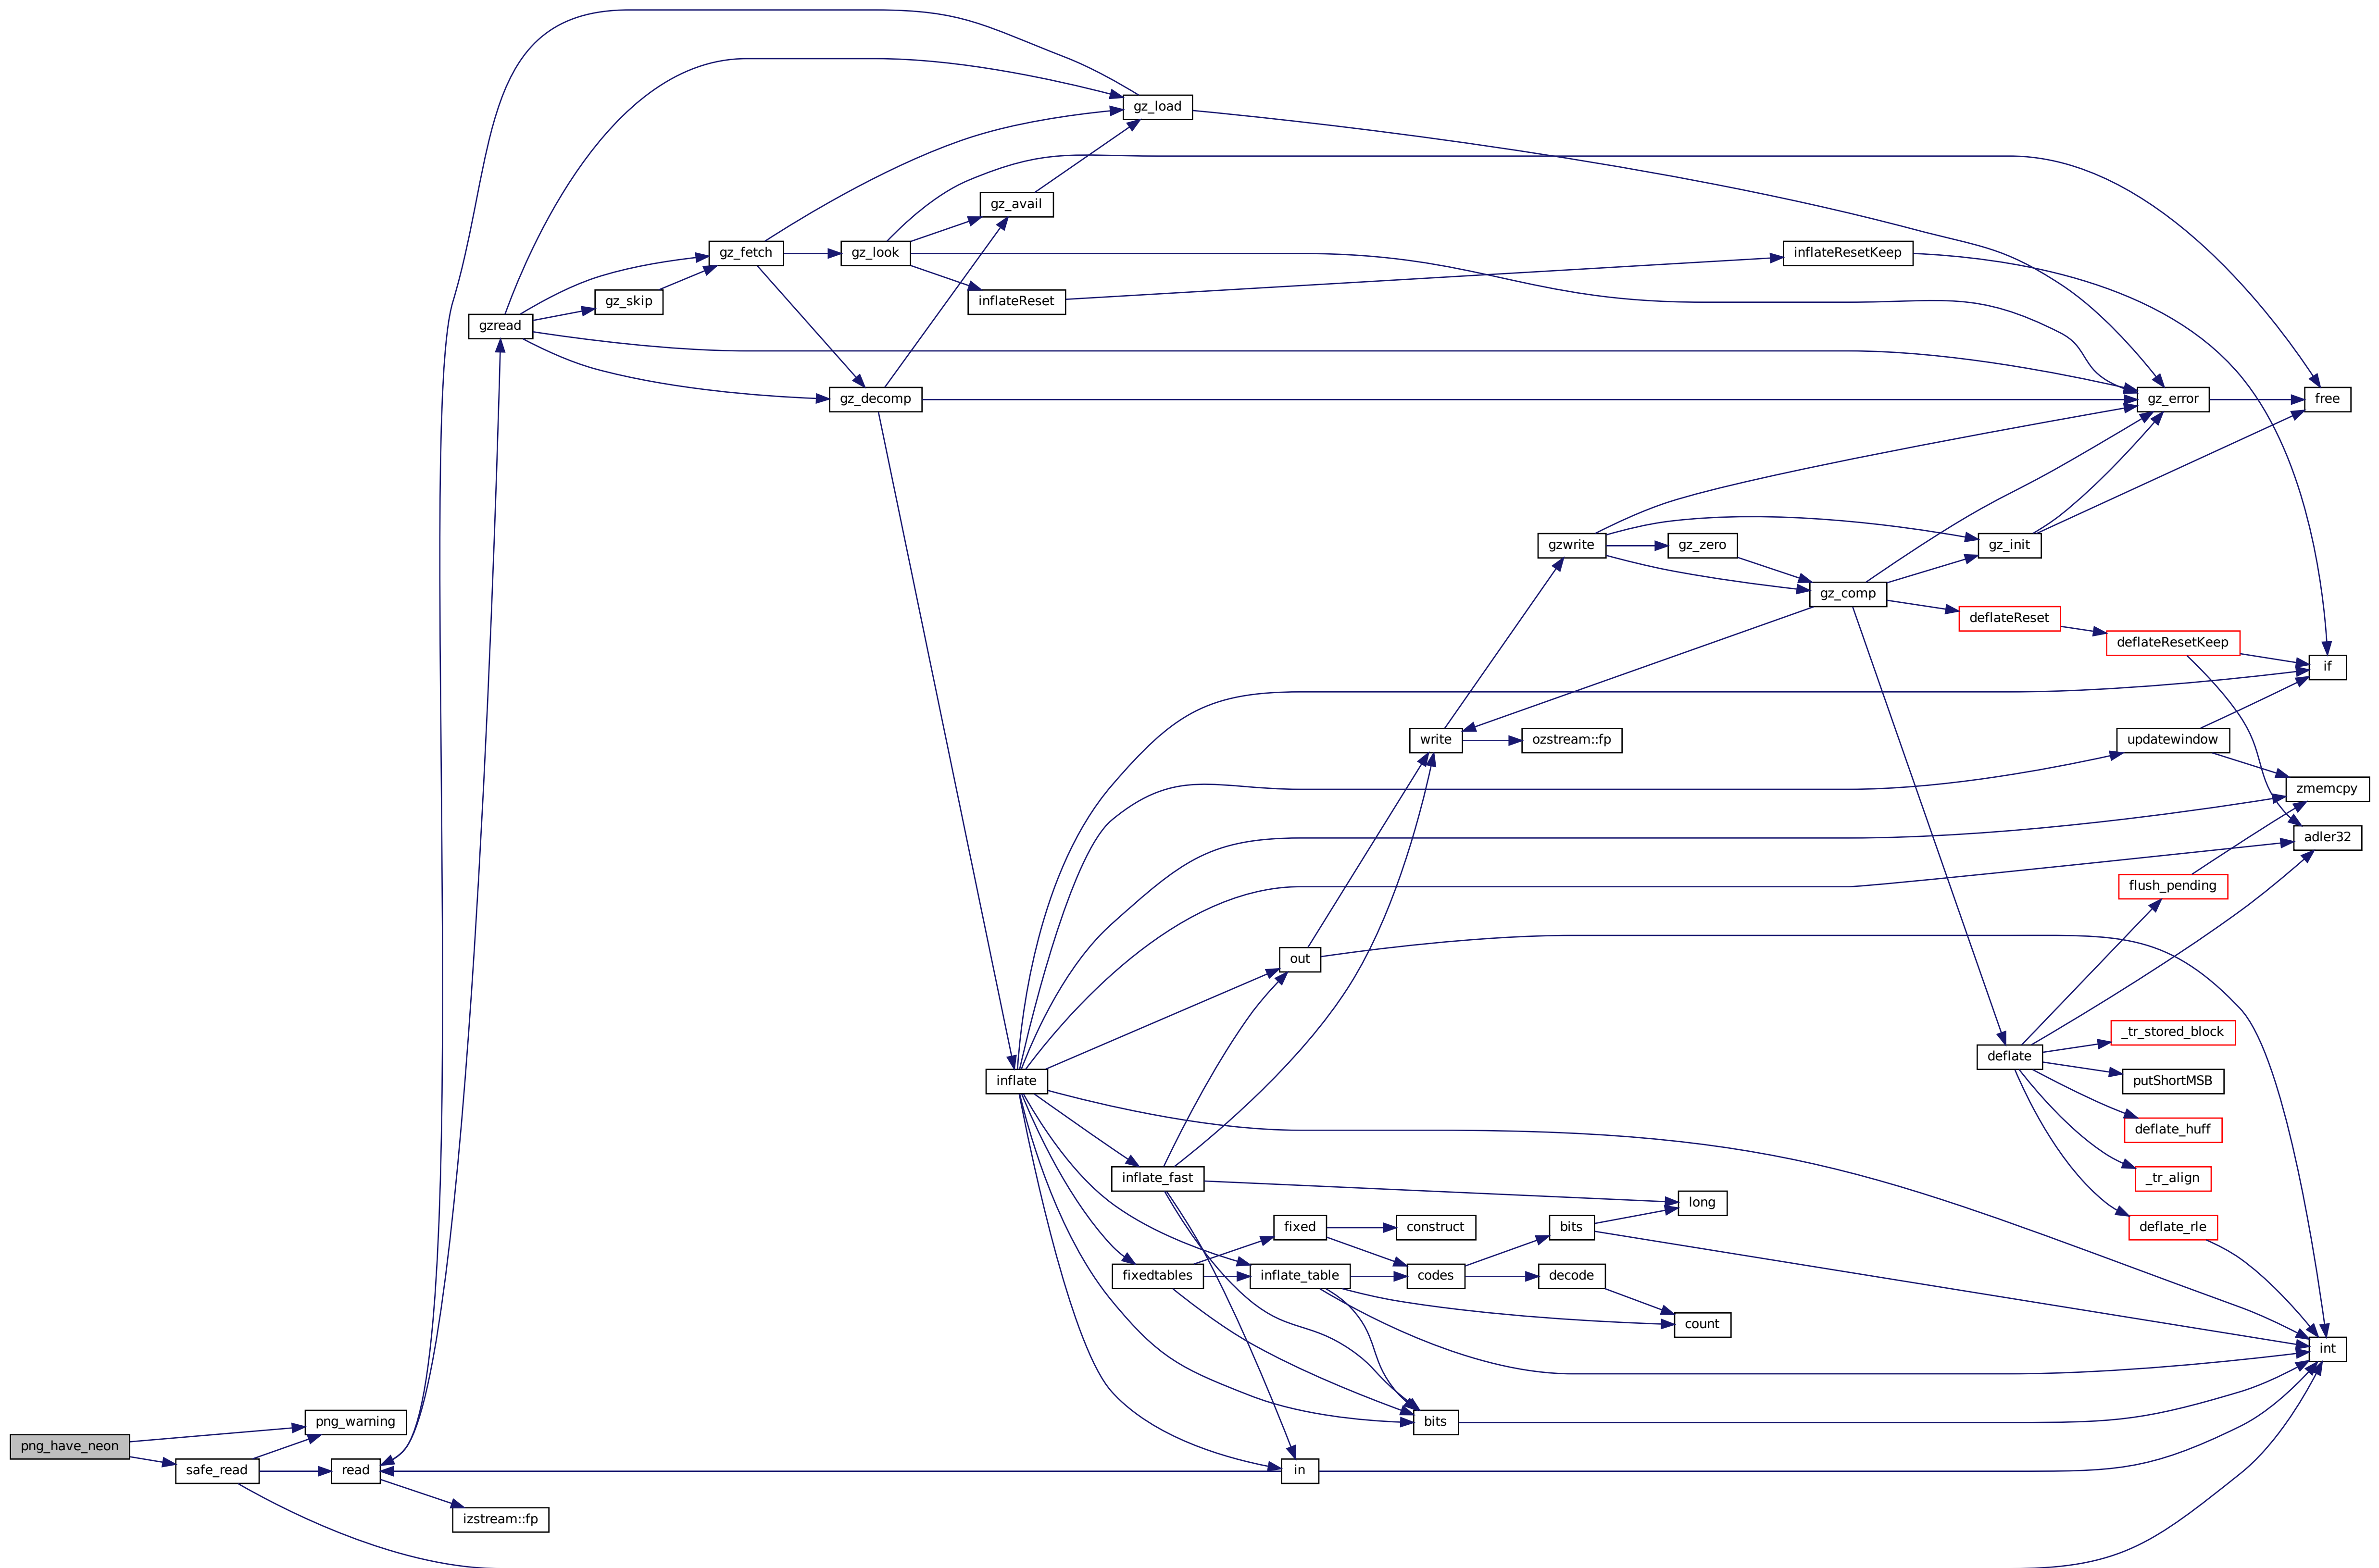 gz_load
gz_avail
gz_fetch
gz_look
inflateResetKeep
gz_skip
inflateReset
gzread
gz_decomp
gz_error
free
gzwrite
gz_zero
gz_init
gz_comp
deflateReset
deflateResetKeep
if
write
ozstream::fp
updatewindow
zmemcpy
adler32
flush_pending
out
_tr_stored_block
deflate
inflate
putShortMSB
deflate_huff
inflate_fast
_tr_align
long
fixed
construct
bits
deflate_rle
fixedtables
inflate_table
codes
decode
count
int
png_warning
bits
png_have_neon
safe_read
read
in
izstream::fp